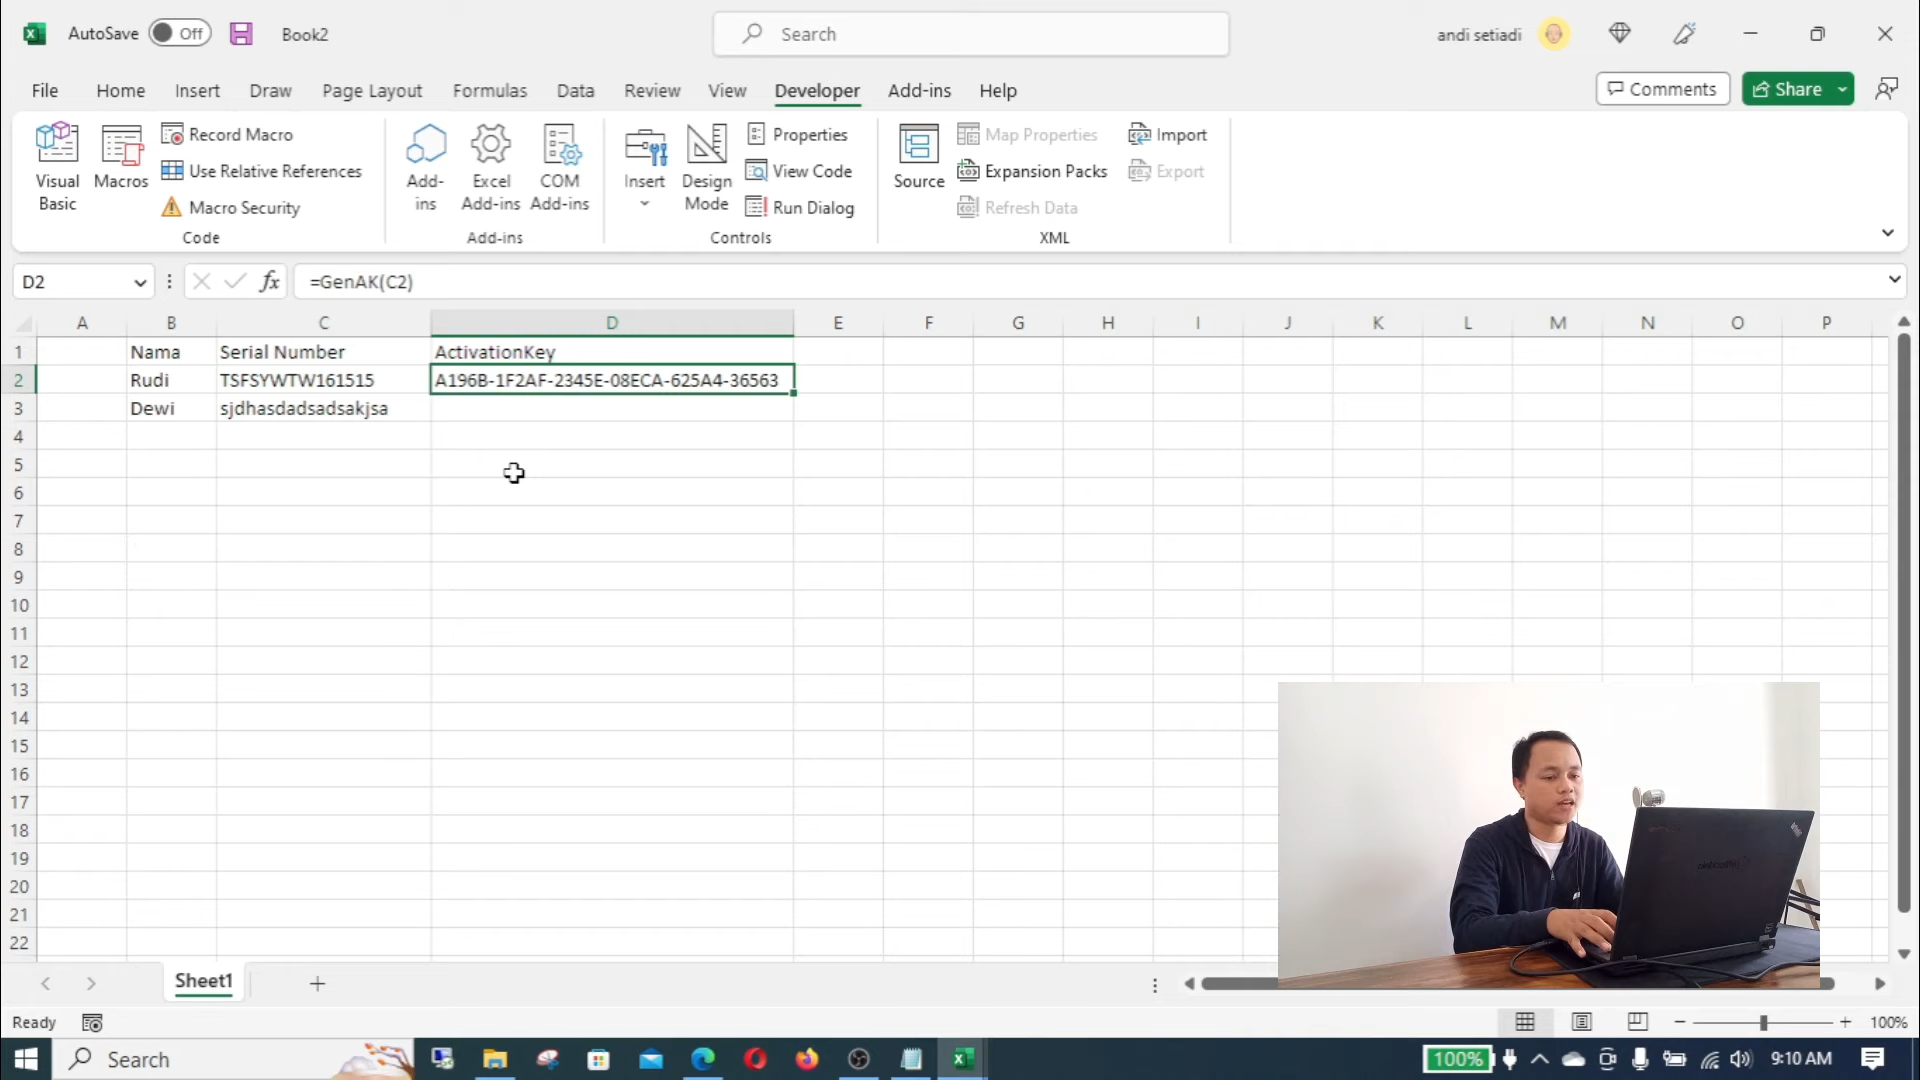 AutoSave Off Book2 Search andi setiadi
File Home Insert Draw Page Layout Formulas Data Review View Developer Add-ins Help Comments Share
Visual Basic
Macros
Record Macro
Use Relative References
Macro Security
Code
Add-ins
Excel Add-ins
COM Add-ins
Add-ins
Insert
Design Mode
Properties
View Code
Run Dialog
Controls
Source
Map Properties
Expansion Packs
Refresh Data
Import
Export
XML
D2 fx =GenAK(C2)
A B C D E F G H I J K L M N O P
1 Nama Serial Number ActivationKey
2 Rudi TSFSYWTW161515 A196B-1F2AF-2345E-08ECA-625A4-36563
3 Dewi sjdhasdadsadsakjsa
4
5
6
7
8
9
10
11
12
13
14
15
16
17
18
19
20
21
22
Sheet1
Ready 100%
Search 100% 9:10 AM